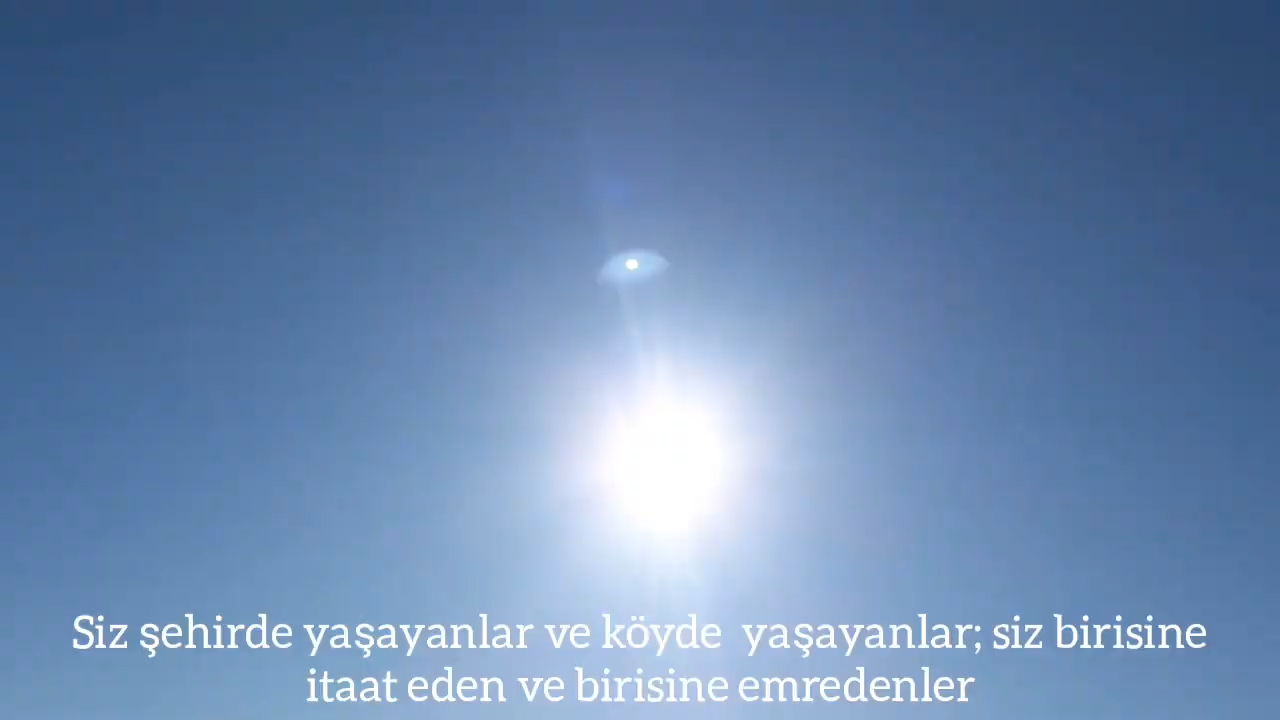 Siz şehirde yaşayanlar ve köyde yaşayanlar; siz birisine
itaat eden ve birisine emredenler